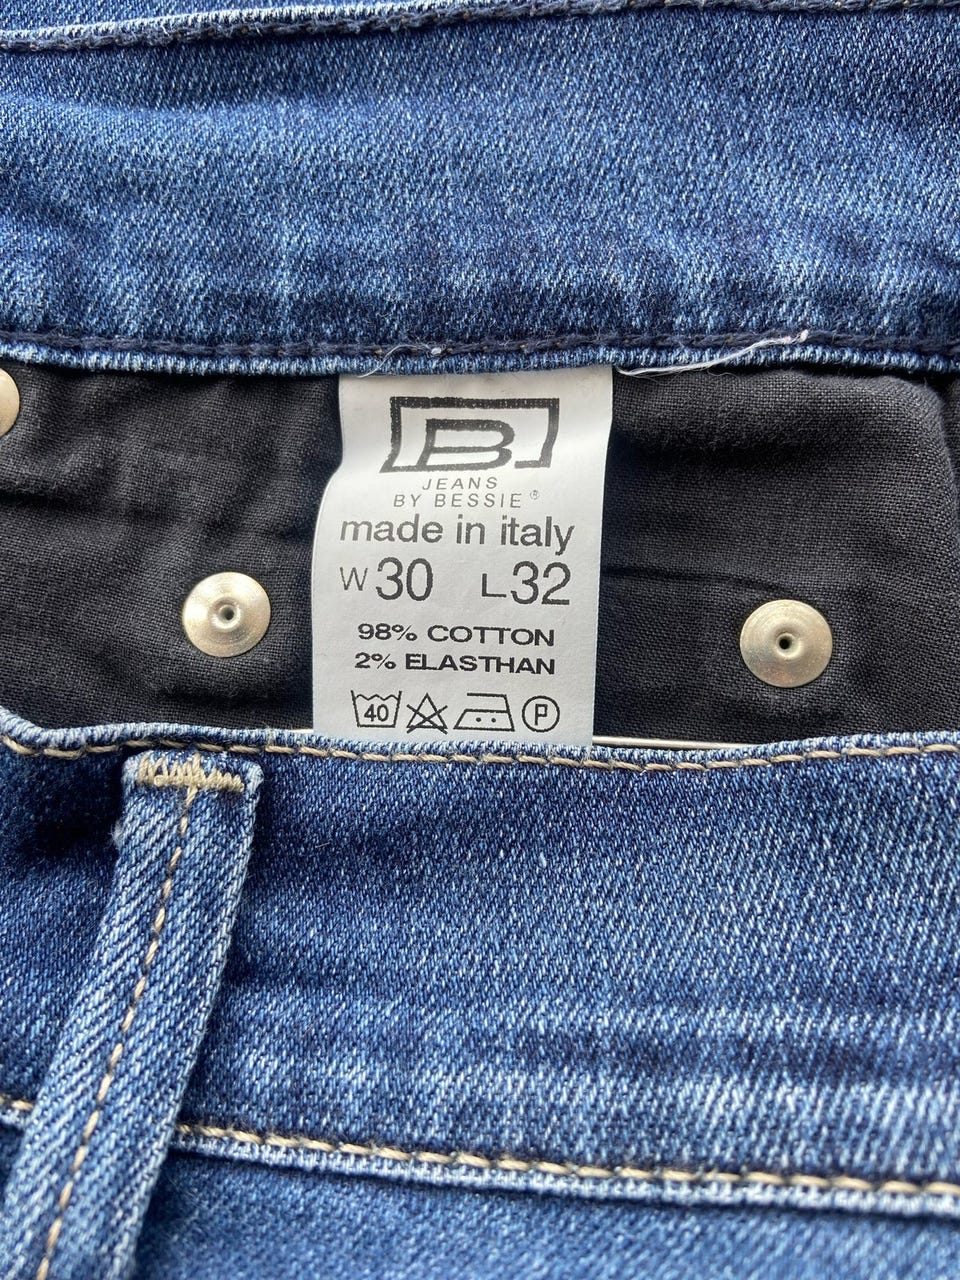 B
JEANS
BY BESSIE®
made in italy
W30 L32
98% COTTON
2% ELASTHAN
40 P